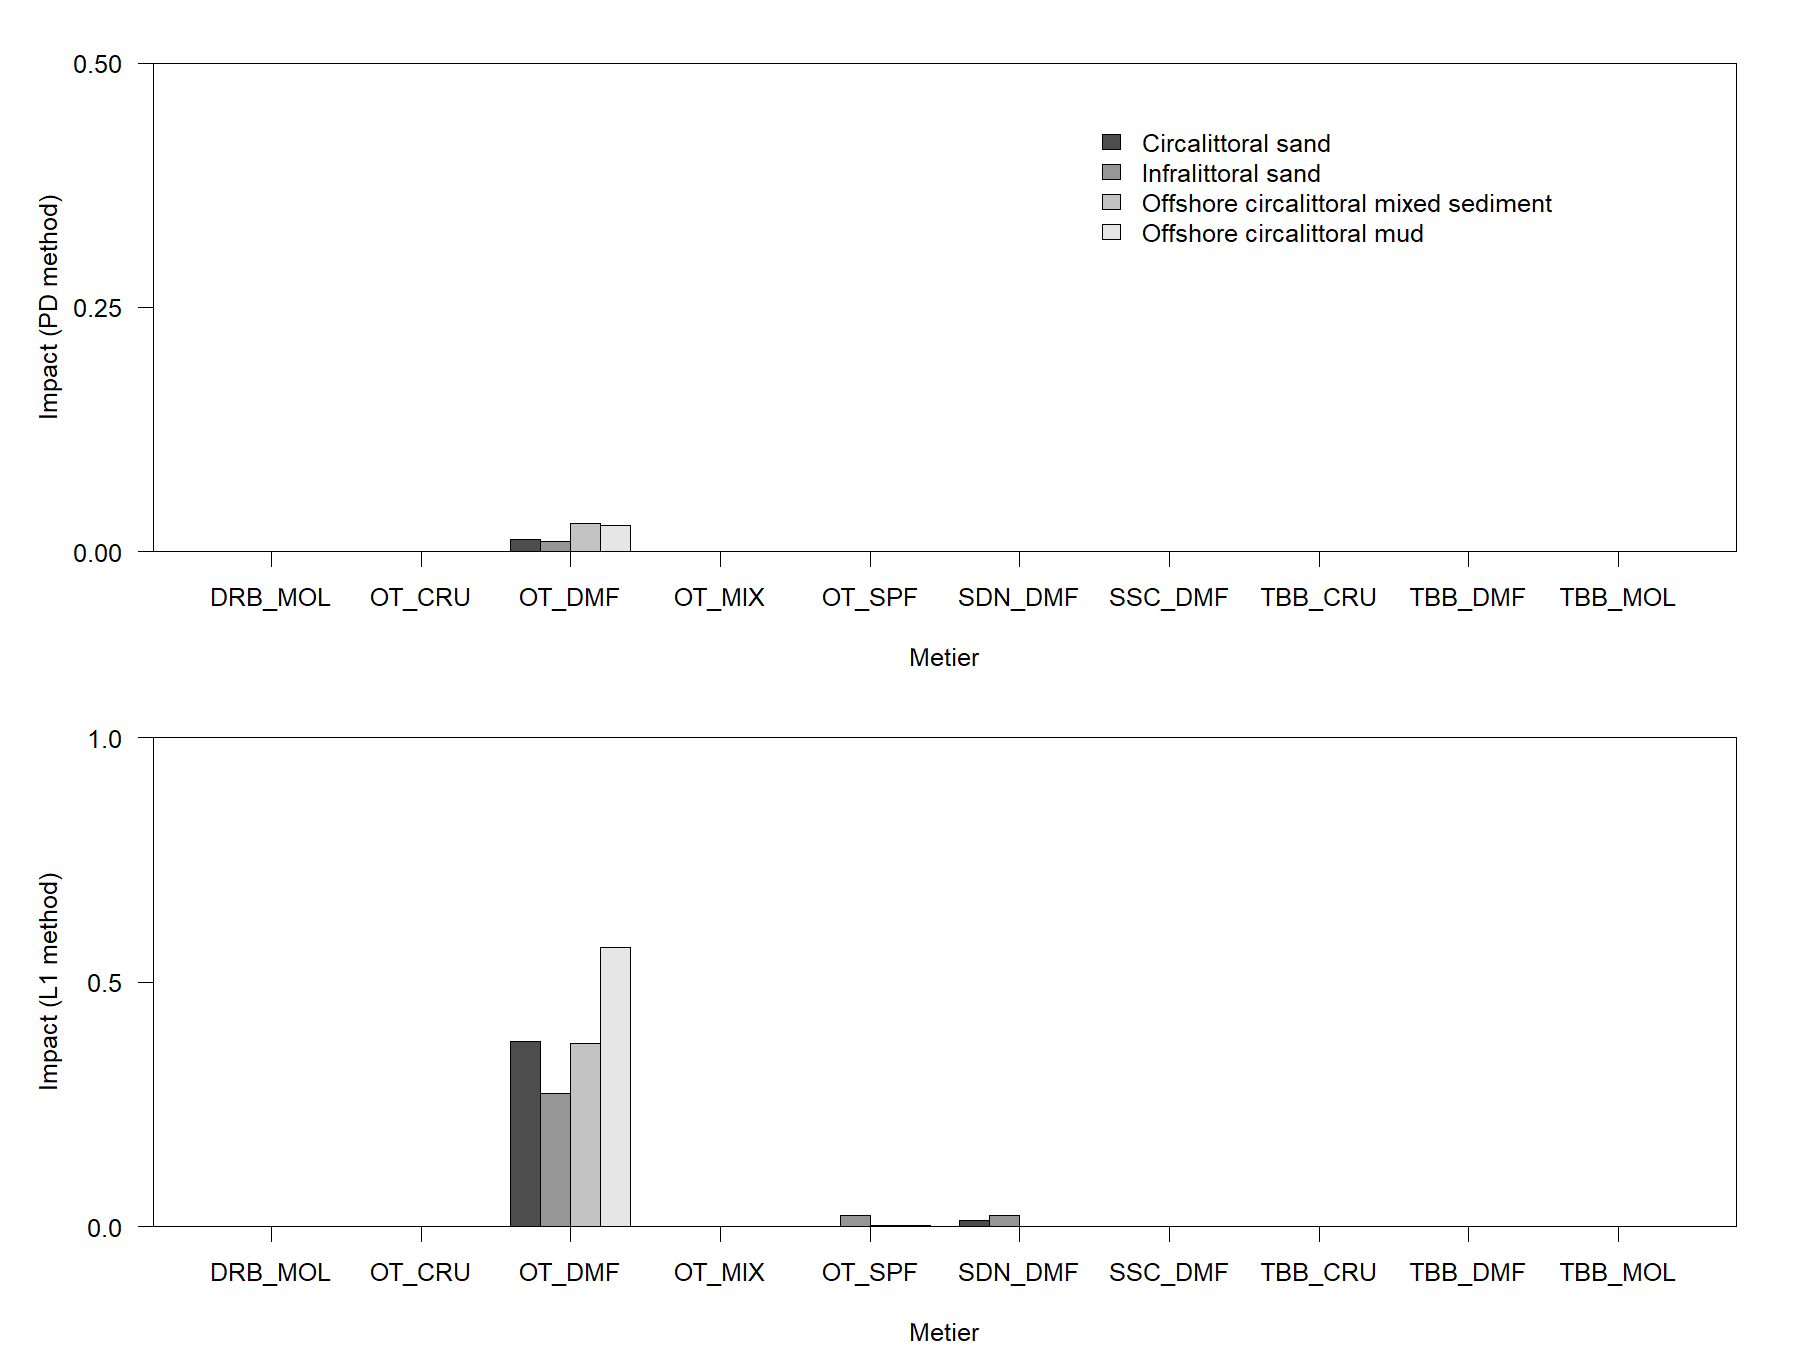 0.50
0.25
0.00
Impact (PD method)
Circalittoral sand
Infralittoral sand
Offshore circalittoral mixed sediment
Offshore circalittoral mud
DRB_MOL OT_CRU OT_DMF OT_MIX OT_SPF SDN_DMF SSC_DMF TBB_CRU TBB_DMF TBB_MOL
Metier
1.0
0.5
0.0
Impact (L1 method)
DRB_MOL OT_CRU OT_DMF OT_MIX OT_SPF SDN_DMF SSC_DMF TBB_CRU TBB_DMF TBB_MOL
Metier